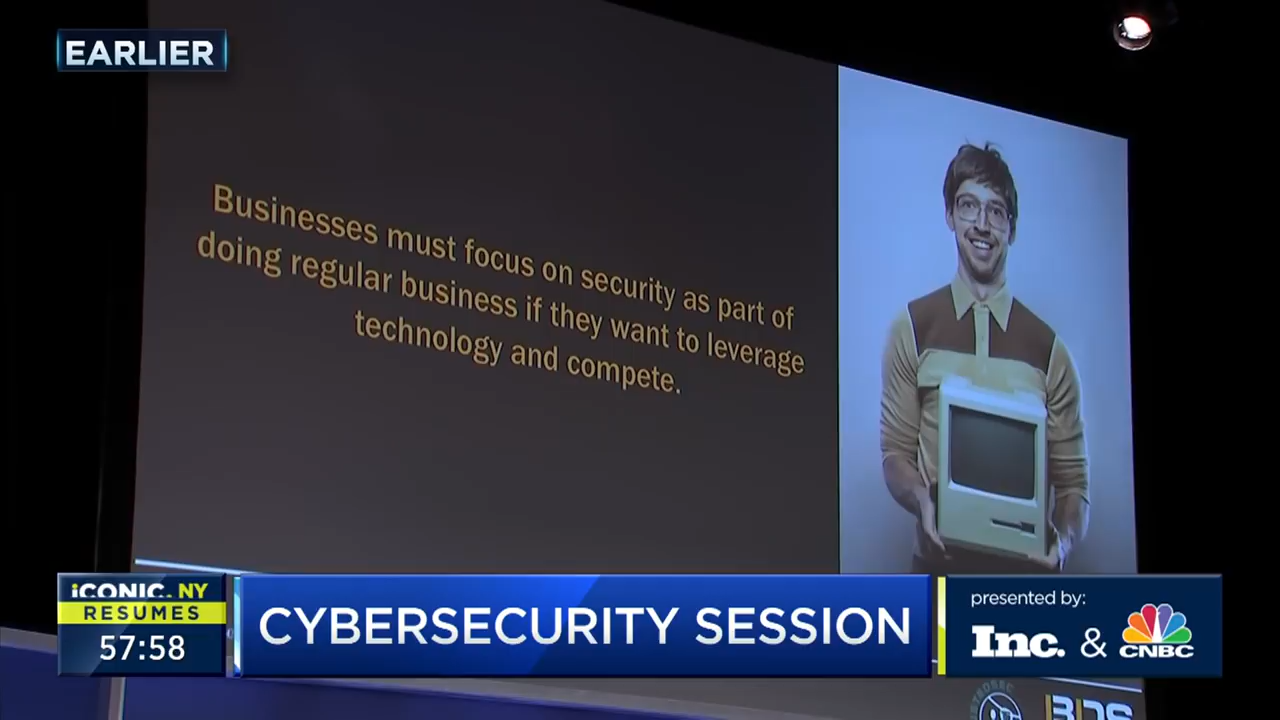 EARLIER
Businesses must focus on security as part of
doing regular business if they want to leverage
technology and compete.
iCONIC. NY
RESUMES
57:58
CYBERSECURITY SESSION
presented by:
Inc. & CNBC